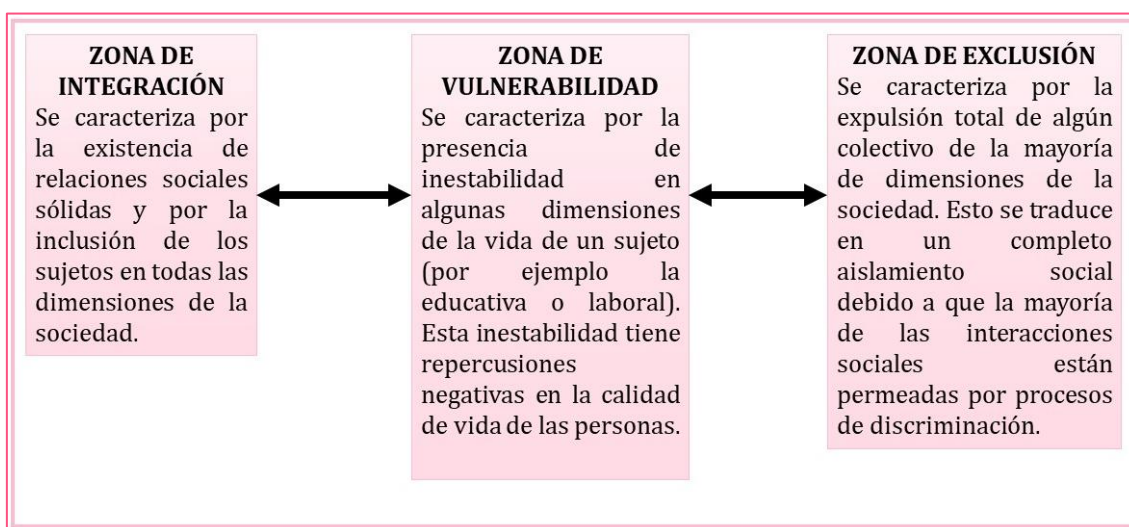 ZONA DE
INTEGRACIÓN
Se caracteriza por
la existencia de
relaciones sociales
sólidas y por la
inclusión de los
sujetos en todas las
dimensiones de la
sociedad.
ZONA DE
VULNERABILIDAD
Se caracteriza por la
presencia de
inestabilidad en
algunas dimensiones
de la vida de un sujeto
(por ejemplo la
educativa o laboral).
Esta inestabilidad tiene
repercusiones
negativas en la calidad
de vida de las personas.
ZONA DE EXCLUSIÓN
Se caracteriza por la
expulsión total de algún
colectivo de la mayoría
de dimensiones de la
sociedad. Esto se traduce
en un completo
aislamiento social
debido a que la mayoría
de las interacciones
sociales están
permeadas por procesos
de discriminación.